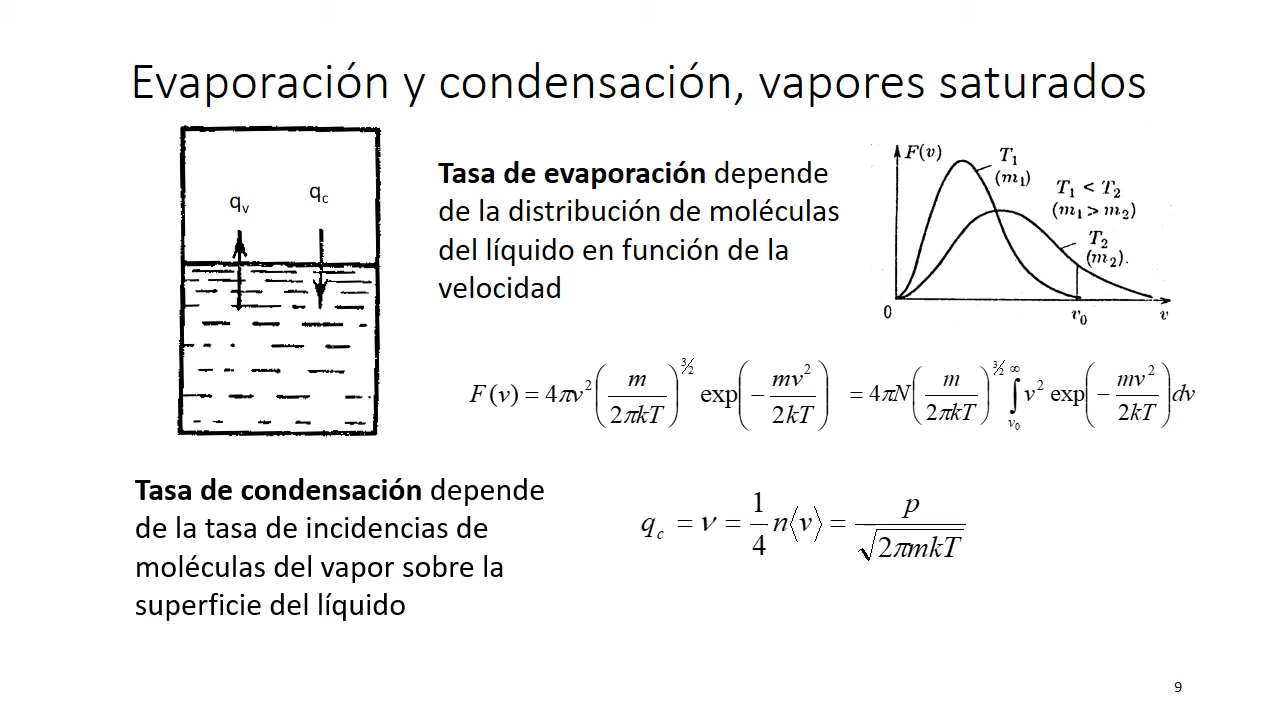 Evaporación y condensación, vapores saturados
q_v
q_c
Tasa de evaporación depende
de la distribución de moléculas
del líquido en función de la
velocidad
F(v)
T₁
(m₁)
T₁ < T₂
(m₁ > m₂)
T₂
(m₂).
0
v₀
v
F(v) = 4πv² (m / 2πkT)^{3/2} exp(− mv² / 2kT) = 4πN (m / 2πkT)^{3/2} ∫_{v₀}^{∞} v² exp(− mv² / 2kT) dv
Tasa de condensación depende
de la tasa de incidencias de
moléculas del vapor sobre la
superficie del líquido
q_c = ν = 1/4 n⟨v⟩ = p / √(2πmkT)
9